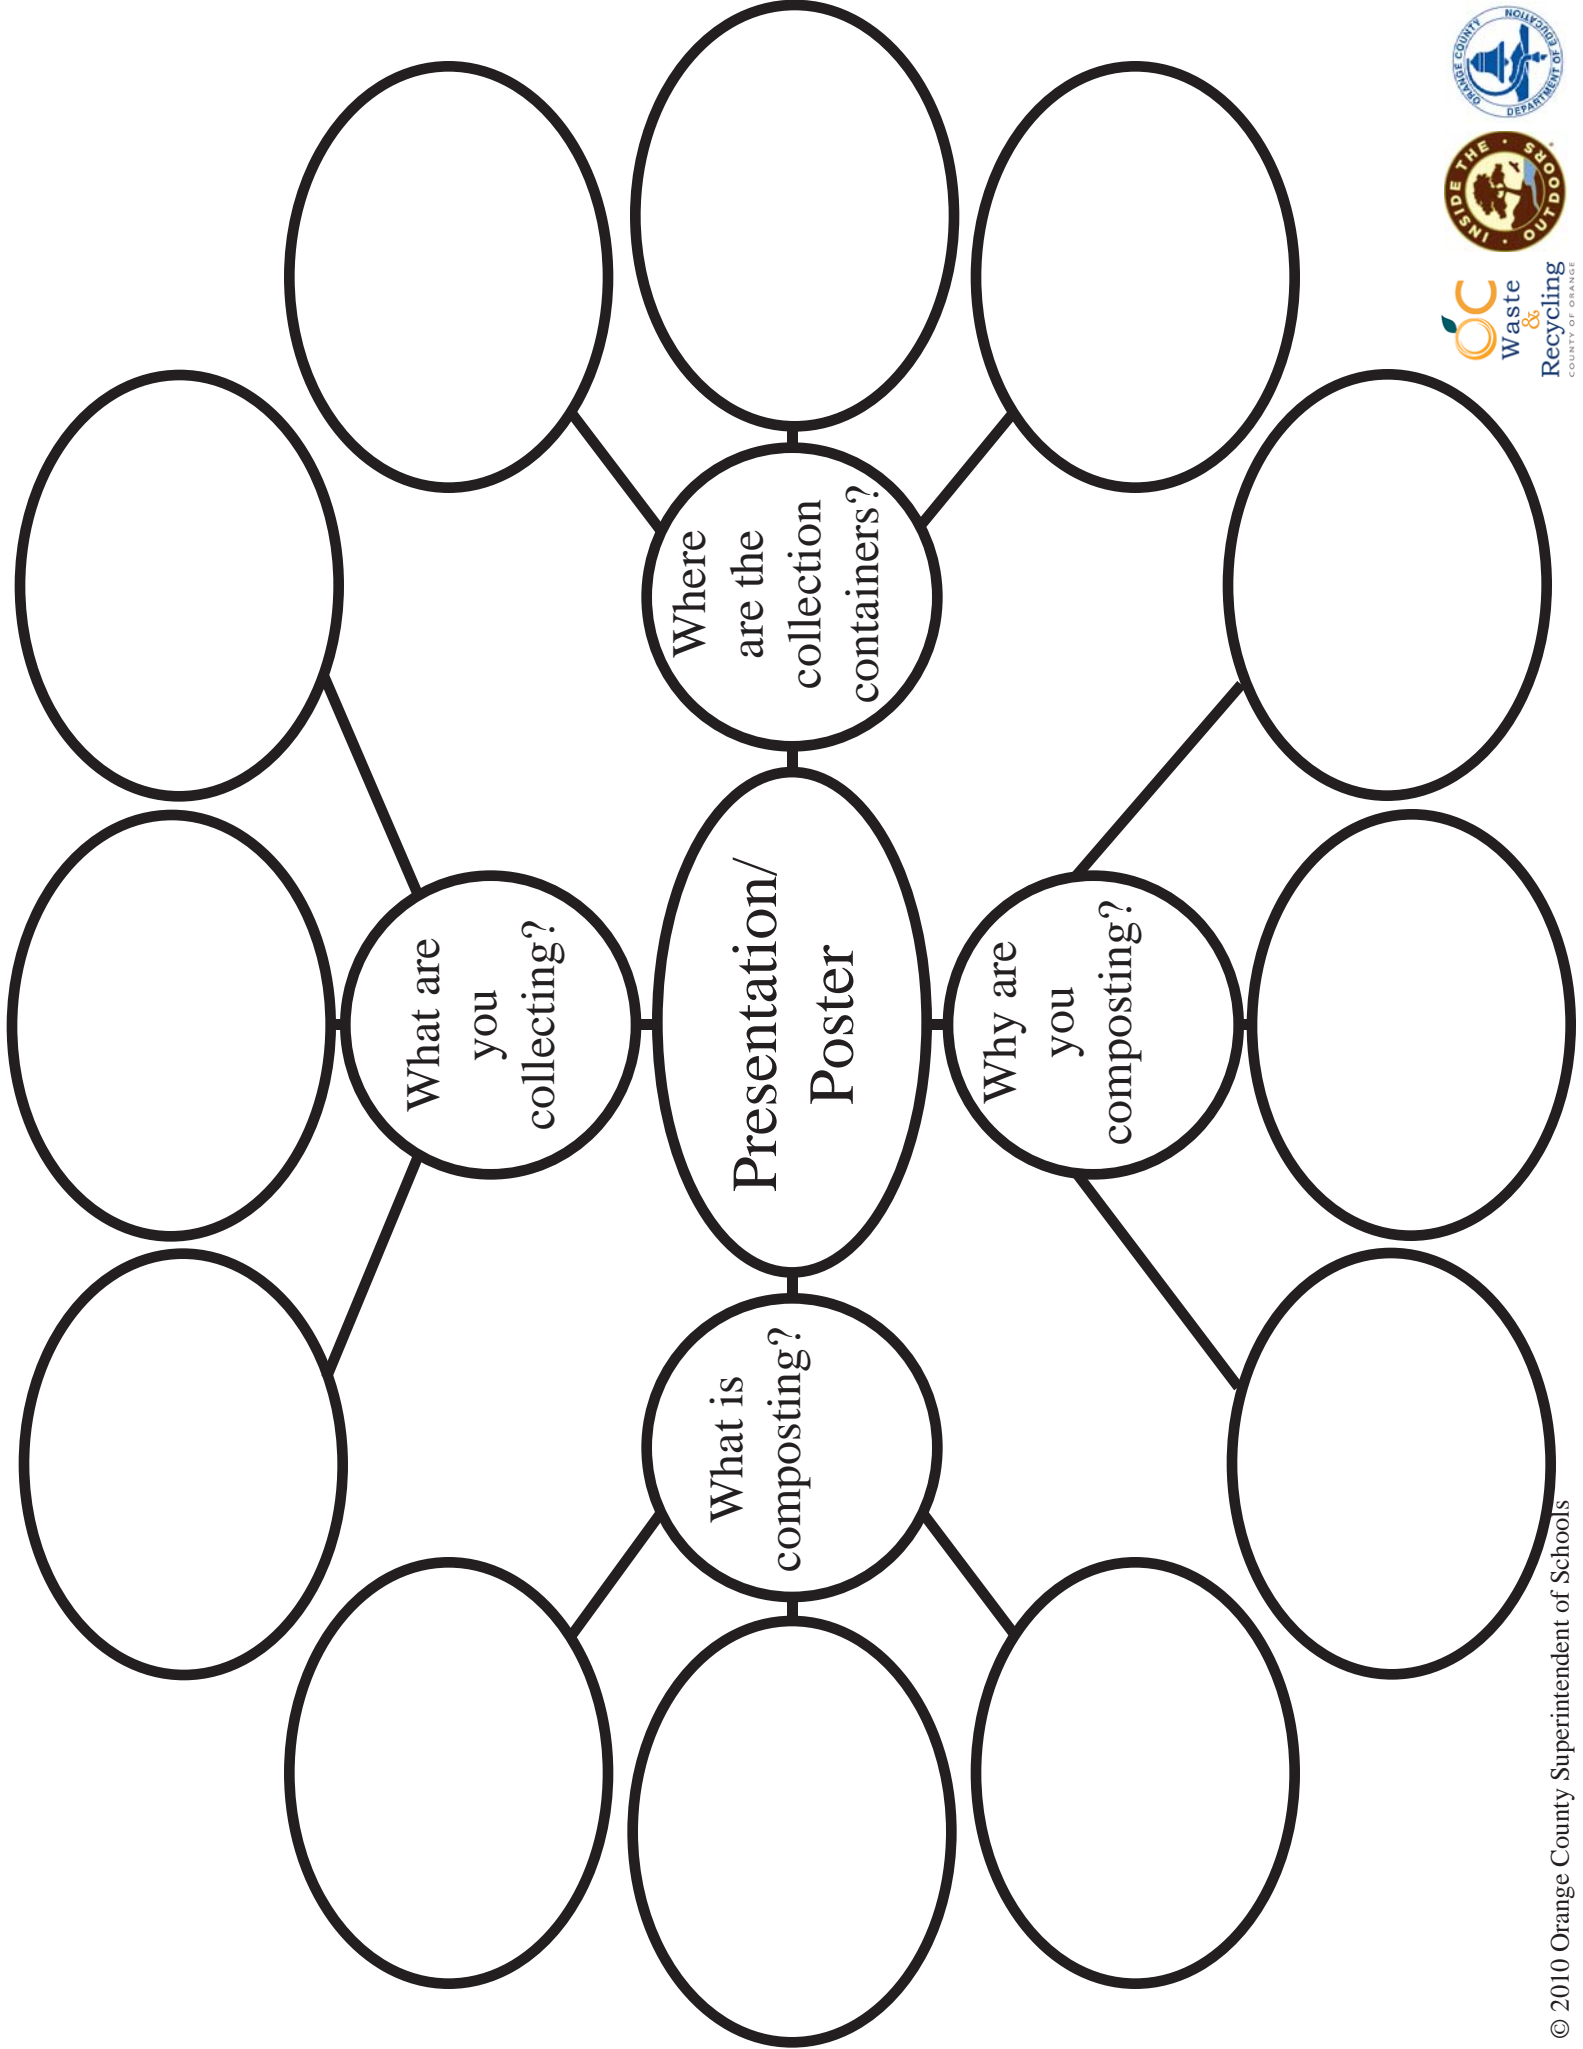 What are
you
collecting?
What is
composting?
Presentation/
Poster
Where
are the
collection
containers?
Why are
you
composting?
© 2010 Orange County Superintendent of Schools
OC
Waste
&
Recycling
COUNTY OF ORANGE
INSIDE THE
OUTDOORS
ORANGE COUNTY
DEPARTMENT OF EDUCATION